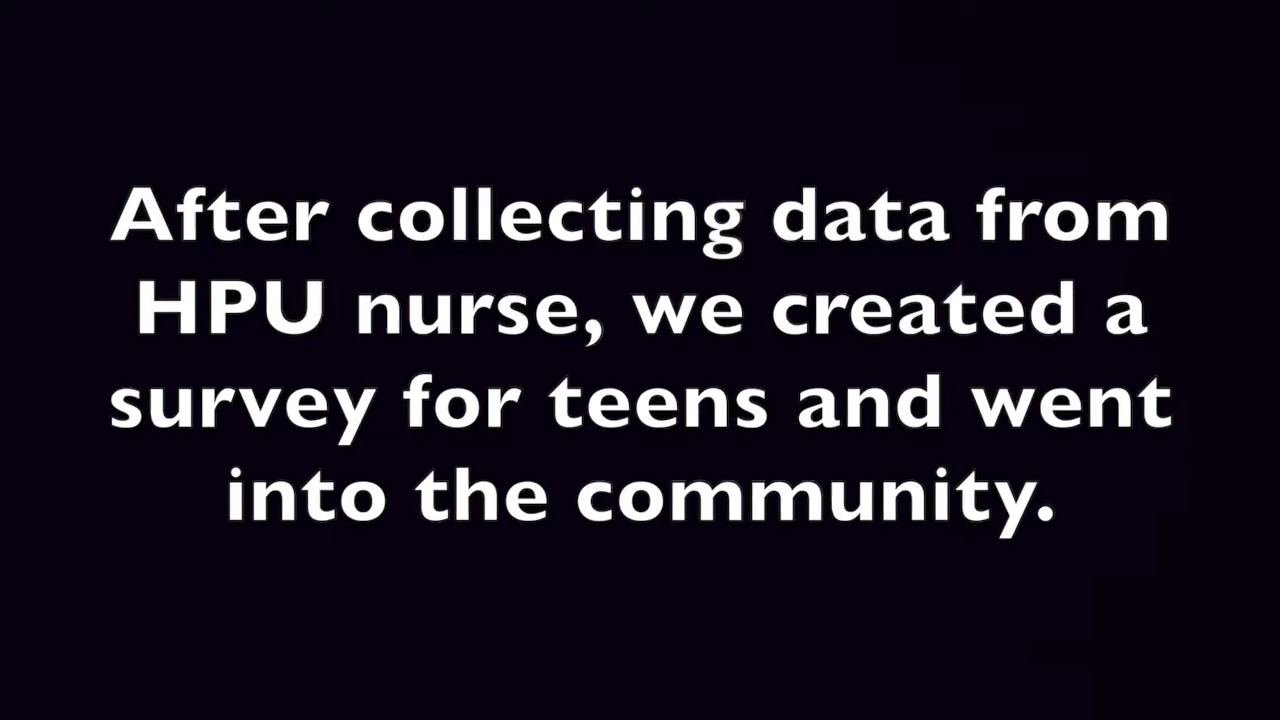 After collecting data from
HPU nurse, we created a
survey for teens and went
into the community.